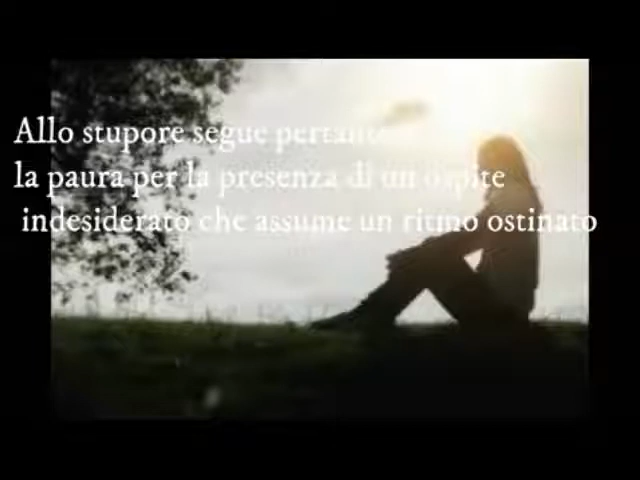 Allo stupore segue pertanto
la paura per la presenza di un ospite
indesiderato che assume un ritmo ostinato